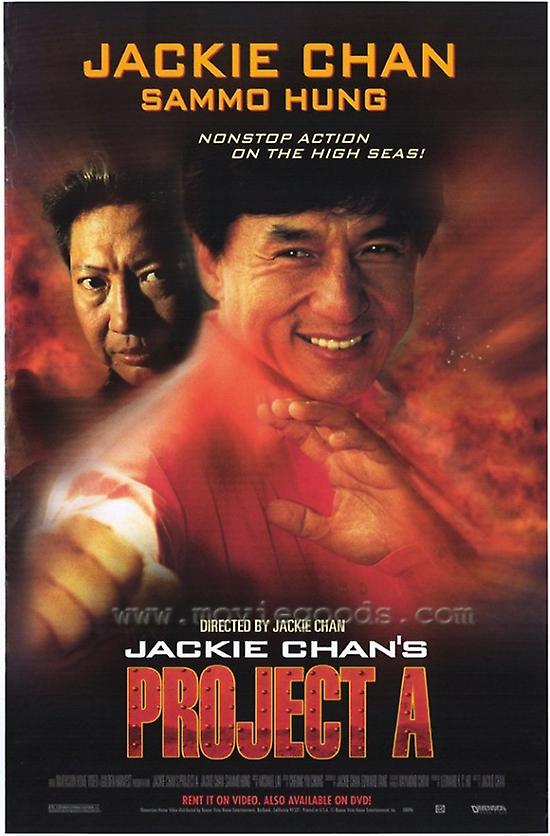 JACKIE CHAN
SAMMO HUNG
NONSTOP ACTION
ON THE HIGH SEAS!
www.moviegoods.com
DIRECTED BY JACKIE CHAN
JACKIE CHAN'S
PROJECT A
RENT IT ON VIDEO. ALSO AVAILABLE ON DVD!